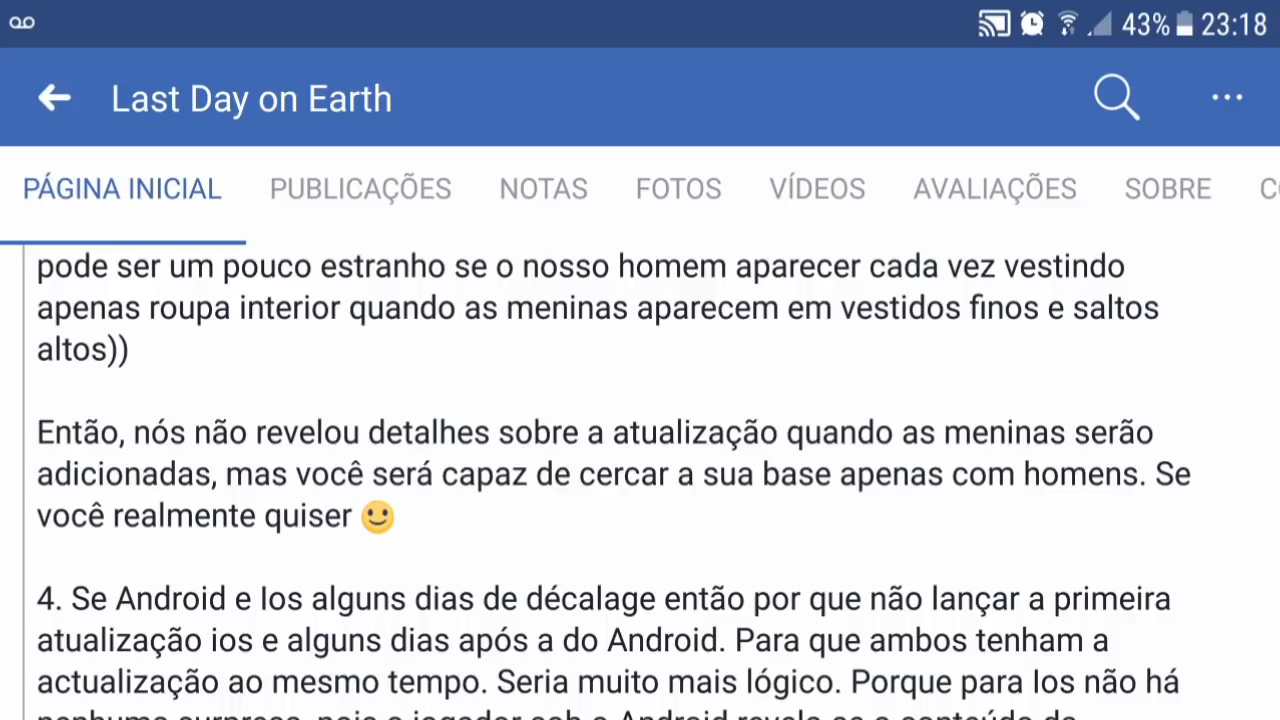 43% 23:18
Last Day on Earth
PÁGINA INICIAL PUBLICAÇÕES NOTAS FOTOS VÍDEOS AVALIAÇÕES SOBRE
pode ser um pouco estranho se o nosso homem aparecer cada vez vestindo
apenas roupa interior quando as meninas aparecem em vestidos finos e saltos
altos))
Então, nós não revelou detalhes sobre a atualização quando as meninas serão
adicionadas, mas você será capaz de cercar a sua base apenas com homens. Se
você realmente quiser 🙂
4. Se Android e Ios alguns dias de décalage então por que não lançar a primeira
atualização ios e alguns dias após a do Android. Para que ambos tenham a
actualização ao mesmo tempo. Seria muito mais lógico. Porque para Ios não há